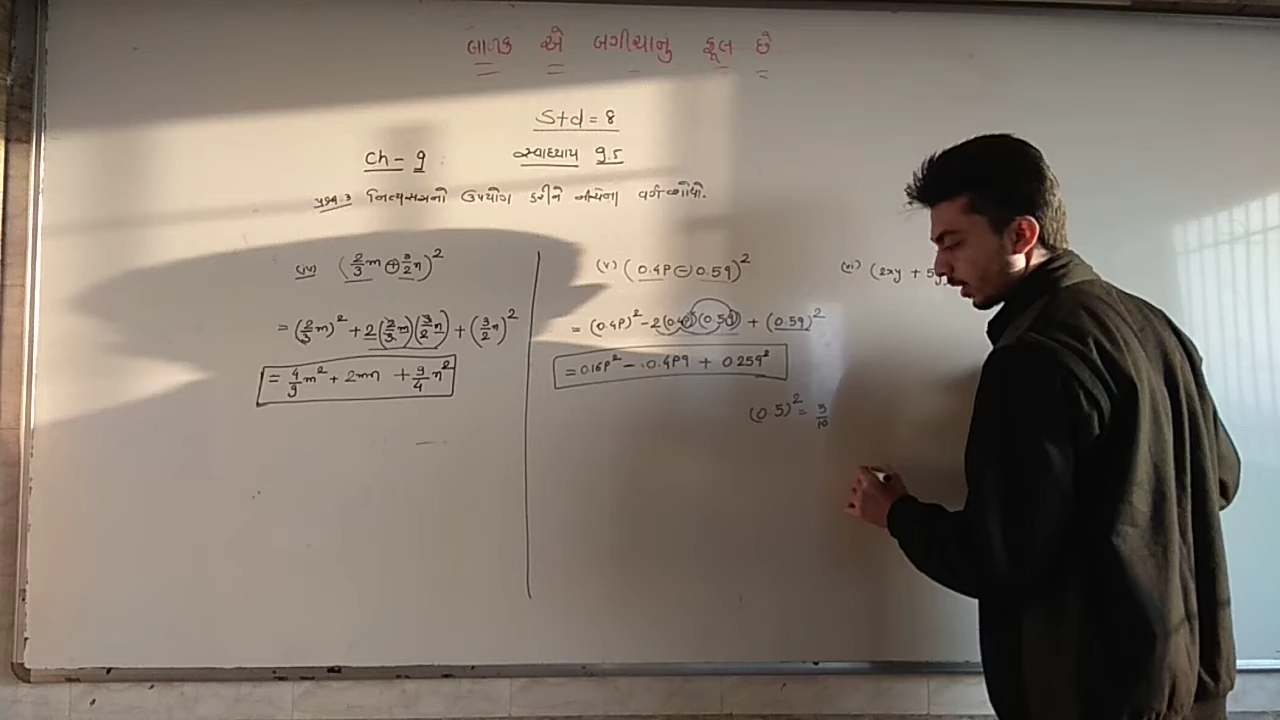 બાળક એ બગીચાનુ ફૂલ છે
Std = 8
Ch - 9 સ્વાધ્યાય 9.5
પ્રશ્ન.3 નિત્યસમનો ઉપયોગ કરીને નીચેના વર્ગ શોધો.
(iv) (2/3 m + 3/2 n)²
= (2/3 m)² + 2(2/3 m)(3/2 n) + (3/2 n)²
= 4/9 m² + 2mn + 9/4 n²
(v) (0.4p - 0.5q)²
= (0.4p)² - 2(0.4p)(0.5q) + (0.5q)²
= 0.16p² - 0.4pq + 0.25q²
(0.5)² = 5/10
(vi) (2xy + 5y